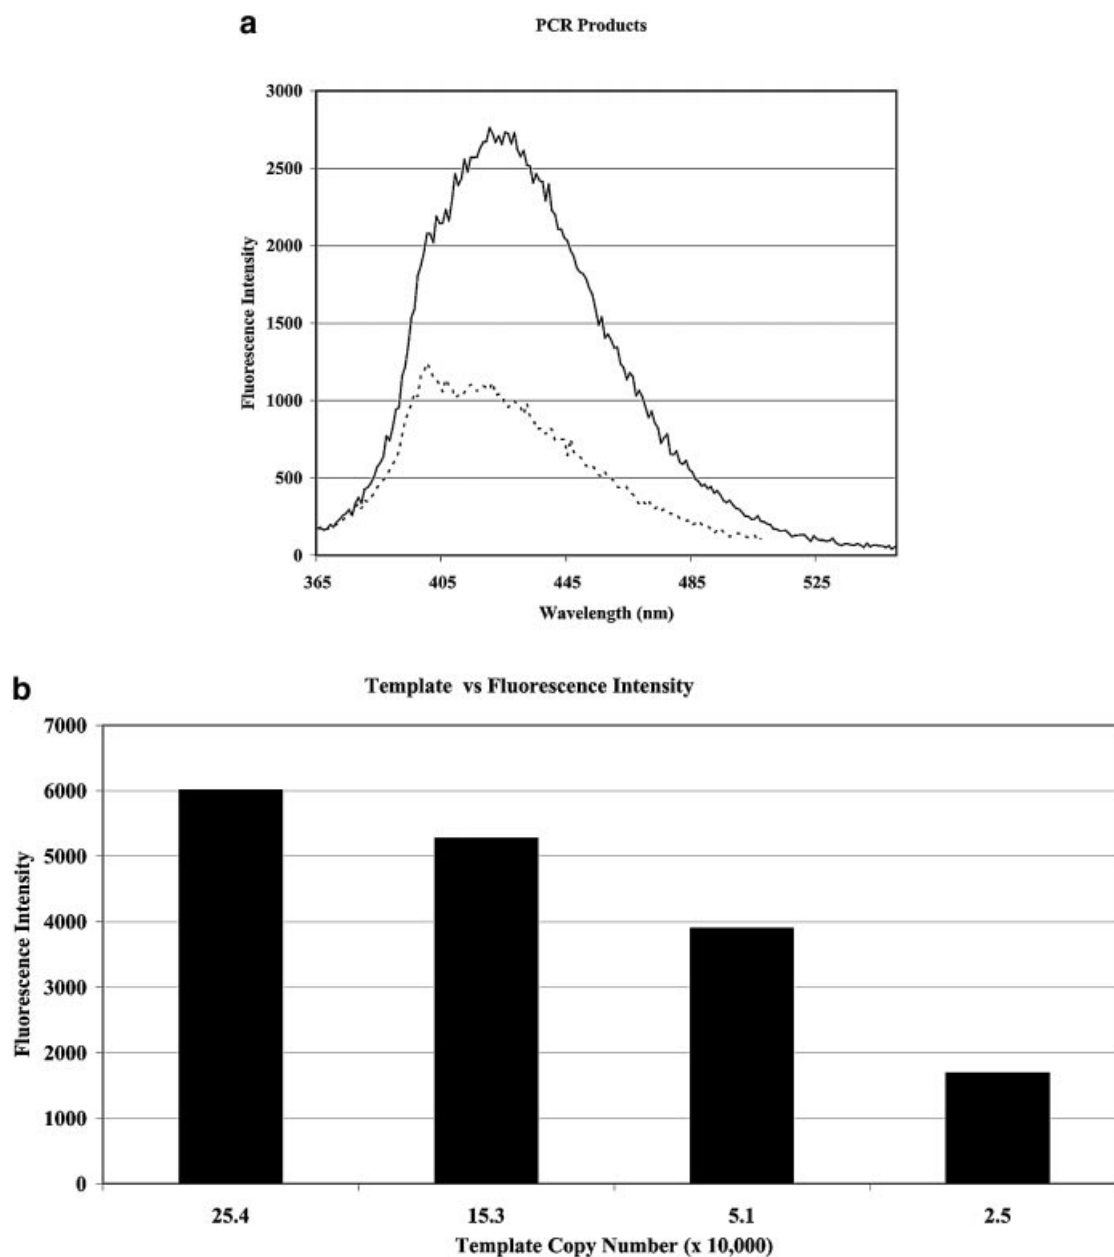 a
PCR Products
3000
2500
2000
1500
1000
500
0
Fluorescence Intensity
365 405 445 485 525
Wavelength (nm)
b
Template vs Fluorescence Intensity
7000
6000
5000
4000
3000
2000
1000
0
Fluorescence Intensity
25.4 15.3 5.1 2.5
Template Copy Number (x 10,000)